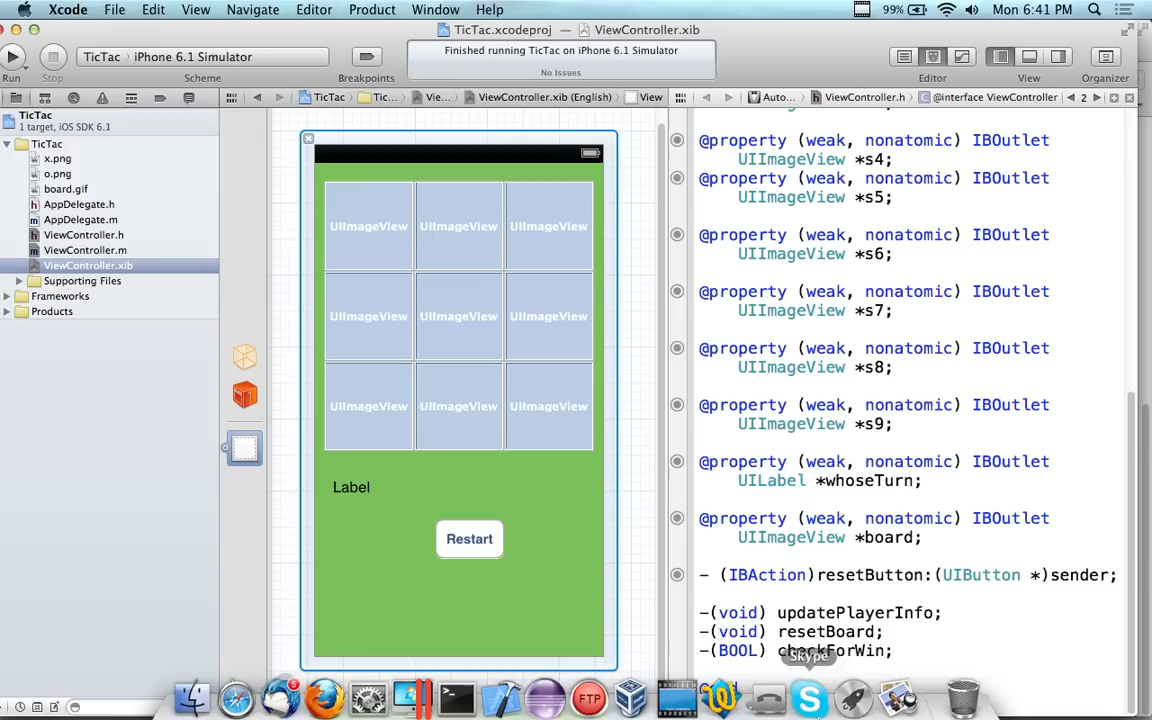 Xcode File Edit View Navigate Editor Product Window Help 99% Mon 6:41 PM
TicTac.xcodeproj — ViewController.xib
Finished running TicTac on iPhone 6.1 Simulator
No Issues
TicTac iPhone 6.1 Simulator
Run Stop Scheme Breakpoints Editor View Organizer
TicTac Tic... Vie... ViewController.xib (English) View
Auto... ViewController.h @interface ViewController 2
TicTac
1 target, iOS SDK 6.1
TicTac
x.png
o.png
board.gif
AppDelegate.h
AppDelegate.m
ViewController.h
ViewController.m
ViewController.xib
Supporting Files
Frameworks
Products
UIImageView UIImageView UIImageView
UIImageView UIImageView UIImageView
UIImageView UIImageView UIImageView
Label
Restart
@property (weak, nonatomic) IBOutlet
UIImageView *s4;
@property (weak, nonatomic) IBOutlet
UIImageView *s5;
@property (weak, nonatomic) IBOutlet
UIImageView *s6;
@property (weak, nonatomic) IBOutlet
UIImageView *s7;
@property (weak, nonatomic) IBOutlet
UIImageView *s8;
@property (weak, nonatomic) IBOutlet
UIImageView *s9;
@property (weak, nonatomic) IBOutlet
UILabel *whoseTurn;
@property (weak, nonatomic) IBOutlet
UIImageView *board;
- (IBAction)resetButton:(UIButton *)sender;
-(void) updatePlayerInfo;
-(void) resetBoard;
-(BOOL) checkForWin;
Skype
FTP